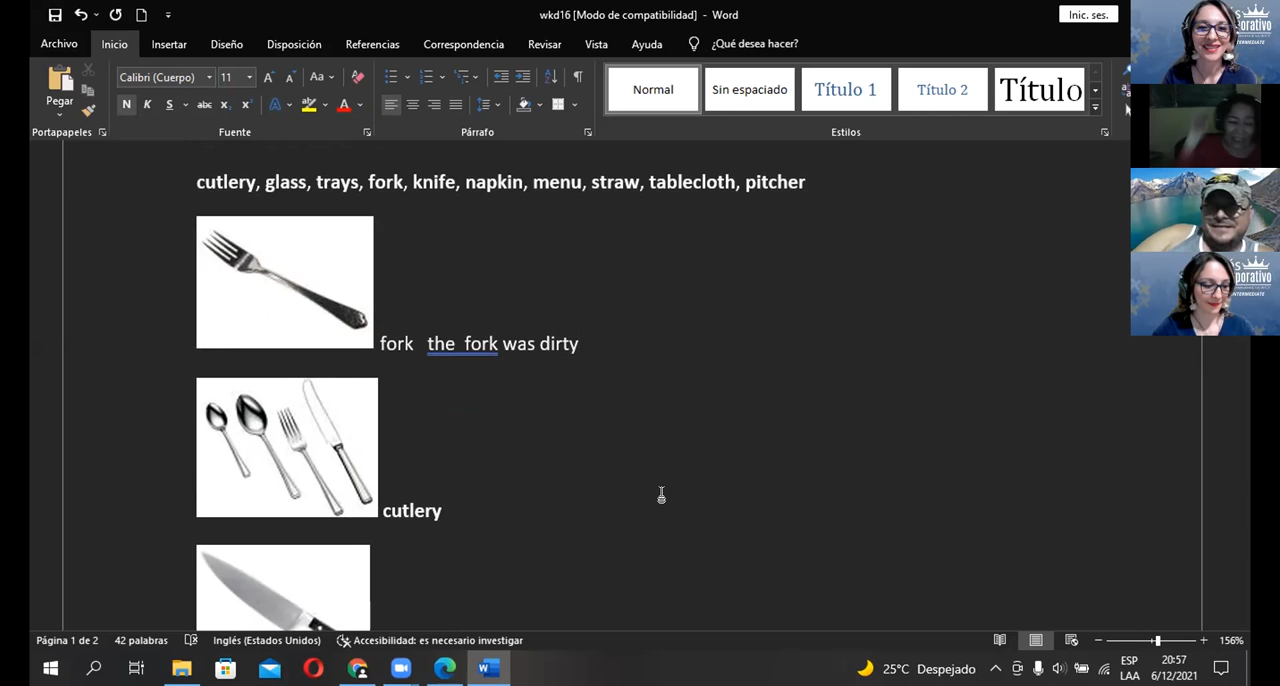 wkd16 [Modo de compatibilidad] - Word
Inic. ses.
Archivo Inicio Insertar Diseño Disposición Referencias Correspondencia Revisar Vista Ayuda ¿Qué desea hacer?
Pegar
Calibri (Cuerpo) 11
N K S abc x₂ x² A A
Normal Sin espaciado Título 1 Título 2 Título
Portapapeles Fuente Párrafo Estilos
cutlery, glass, trays, fork, knife, napkin, menu, straw, tablecloth, pitcher
fork the fork was dirty
cutlery
Página 1 de 2 42 palabras Inglés (Estados Unidos) Accesibilidad: es necesario investigar 156%
25°C Despejado ESP LAA 20:57 6/12/2021